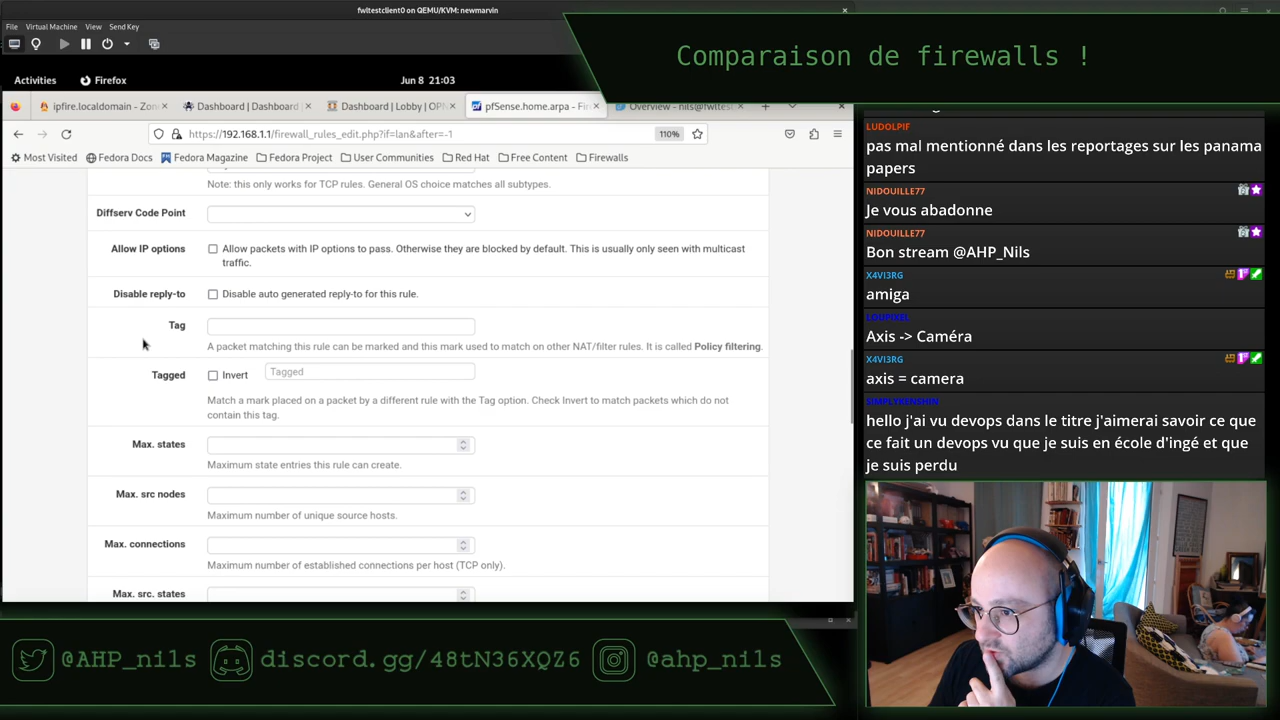 fwltestclient0 on QEMU/KVM: newmarvin
File Virtual Machine View Send Key
Comparaison de firewalls !
Activities Firefox Jun 8 21:03
ipfire.localdomain - Zon
Dashboard | Dashboard |
Dashboard | Lobby | OPN
pfSense.home.arpa - Fir
Overview - nils@fwltes
https://192.168.1.1/firewall_rules_edit.php?if=lan&after=-1
110%
Most Visited Fedora Docs Fedora Magazine Fedora Project User Communities Red Hat Free Content Firewalls
Note: this only works for TCP rules. General OS choice matches all subtypes.
Diffserv Code Point
Allow IP options Allow packets with IP options to pass. Otherwise they are blocked by default. This is usually only seen with multicast
traffic.
Disable reply-to Disable auto generated reply-to for this rule.
Tag
A packet matching this rule can be marked and this mark used to match on other NAT/filter rules. It is called Policy filtering.
Tagged Invert Tagged
Match a mark placed on a packet by a different rule with the Tag option. Check Invert to match packets which do not
contain this tag.
Max. states
Maximum state entries this rule can create.
Max. src nodes
Maximum number of unique source hosts.
Max. connections
Maximum number of established connections per host (TCP only).
Max. src. states
LUDOLPIF
pas mal mentionné dans les reportages sur les panama
papers
NIDOUILLE77
Je vous abadonne
NIDOUILLE77
Bon stream @AHP_Nils
X4VI3RG
amiga
LOUPIXEL
Axis -> Caméra
X4VI3RG
axis = camera
SIMPLYKENSHIN
hello j'ai vu devops dans le titre j'aimerai savoir ce que
ce fait un devops vu que je suis en école d'ingé et que
je suis perdu
@AHP_nils discord.gg/48tN36XQZ6 @ahp_nils